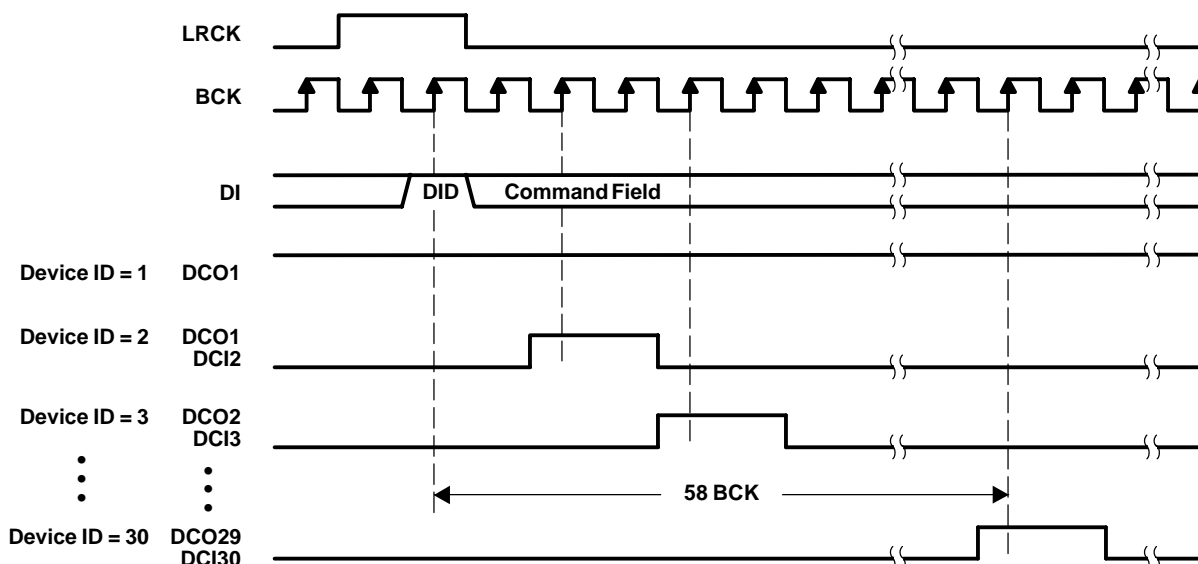 LRCK
BCK
DI DID Command Field
Device ID = 1 DCO1
Device ID = 2 DCO1
DCI2
Device ID = 3 DCO2
DCI3
58 BCK
Device ID = 30 DCO29
DCI30